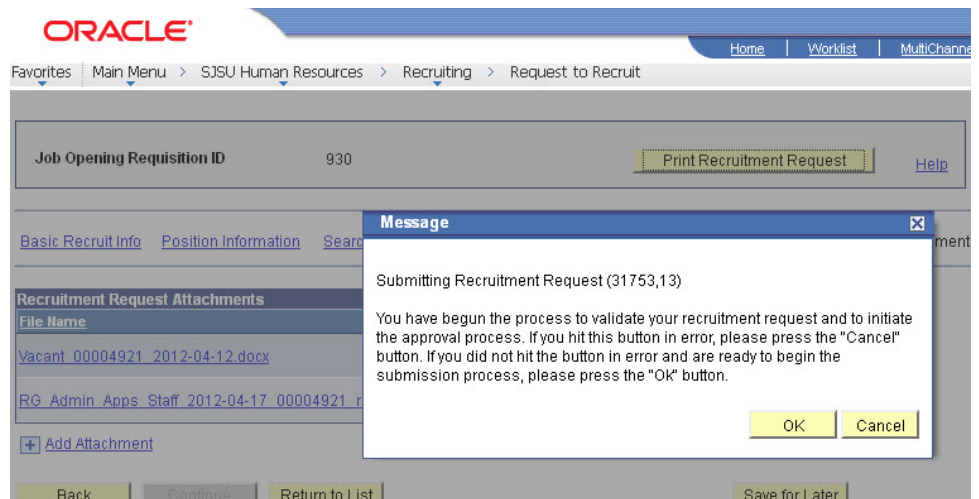 ORACLE®
Home | Worklist | MultiChanne
Favorites | Main Menu > SJSU Human Resources > Recruiting > Request to Recruit
Job Opening Requisition ID 930 Print Recruitment Request Help
Message
Basic Recruit Info Position Information Searc ment
Submitting Recruitment Request (31753,13)
You have begun the process to validate your recruitment request and to initiate
the approval process. If you hit this button in error, please press the "Cancel"
button. If you did not hit the button in error and are ready to begin the
submission process, please press the "Ok" button.
OK Cancel
Recruitment Request Attachments
File Name
Vacant_00004921_2012-04-12.docx
RG_Admin_Apps_Staff_2012-04-17_00004921_r
+ Add Attachment
Back Continue Return to List Save for Later